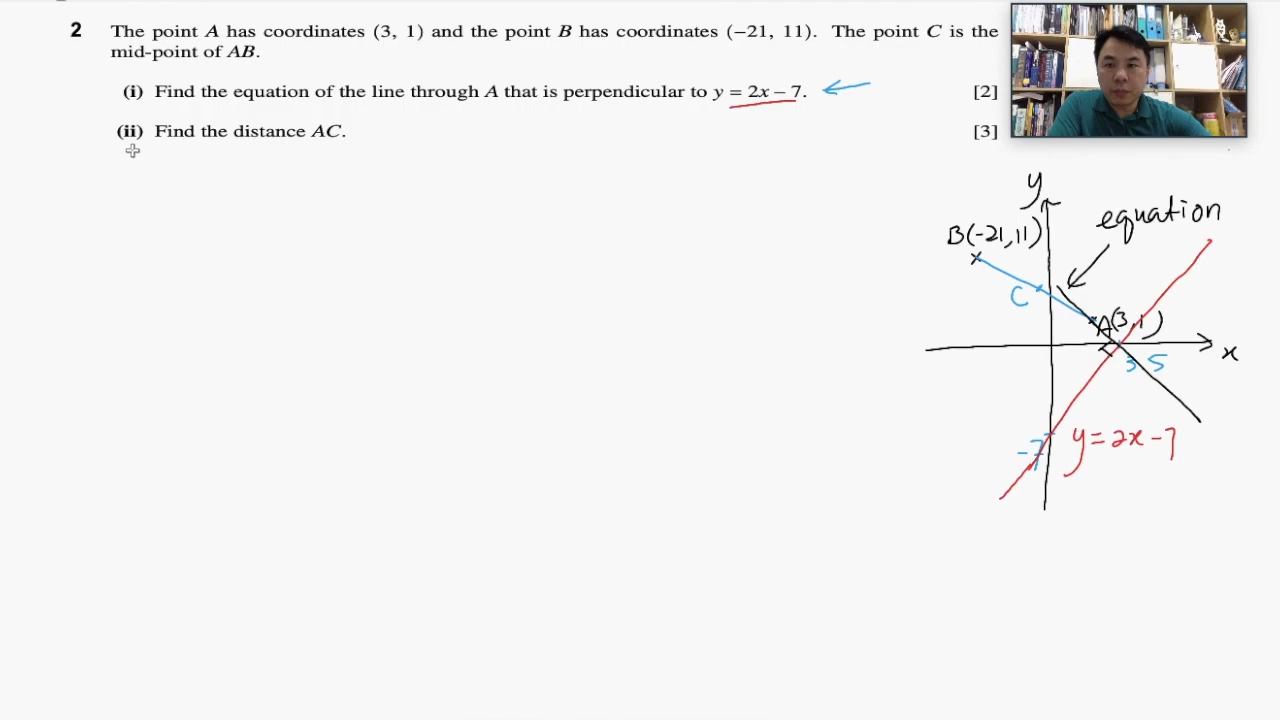 2 The point A has coordinates (3, 1) and the point B has coordinates (−21, 11). The point C is the
mid-point of AB.
(i) Find the equation of the line through A that is perpendicular to y = 2x − 7. [2]
(ii) Find the distance AC. [3]
y
equation
B(-21,11)
C
A(3,1)
x
3 5
-7
y = 2x - 7